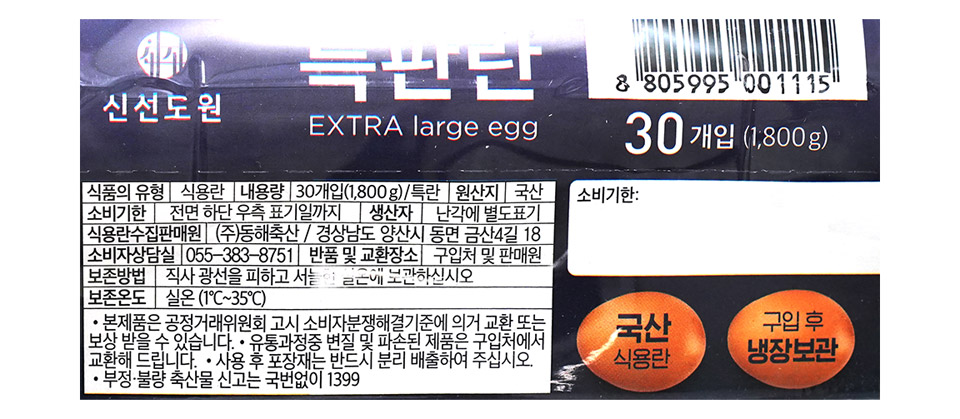 신선
신선도원
특판란
EXTRA large egg
8 805995 001115
30개입 (1,800g)
식품의 유형 식용란 내용량 30개입(1,800g)/특란 원산지 국산
소비기한 전면 하단 우측 표기일까지 생산자 난각에 별도표기
식용란수집판매원 (주)동해축산 / 경상남도 양산시 동면 금산4길 18
소비자상담실 055-383-8751 반품 및 교환장소 구입처 및 판매원
보존방법 직사 광선을 피하고 서늘한 실온에 보관하십시오
보존온도 실온 (1℃~35℃)
• 본제품은 공정거래위원회 고시 소비자분쟁해결기준에 의거 교환 또는
보상 받을 수 있습니다. • 유통과정중 변질 및 파손된 제품은 구입처에서
교환해 드립니다. • 사용 후 포장재는 반드시 분리 배출하여 주십시오.
• 부정·불량 축산물 신고는 국번없이 1399
소비기한:
국산
식용란
구입 후
냉장보관